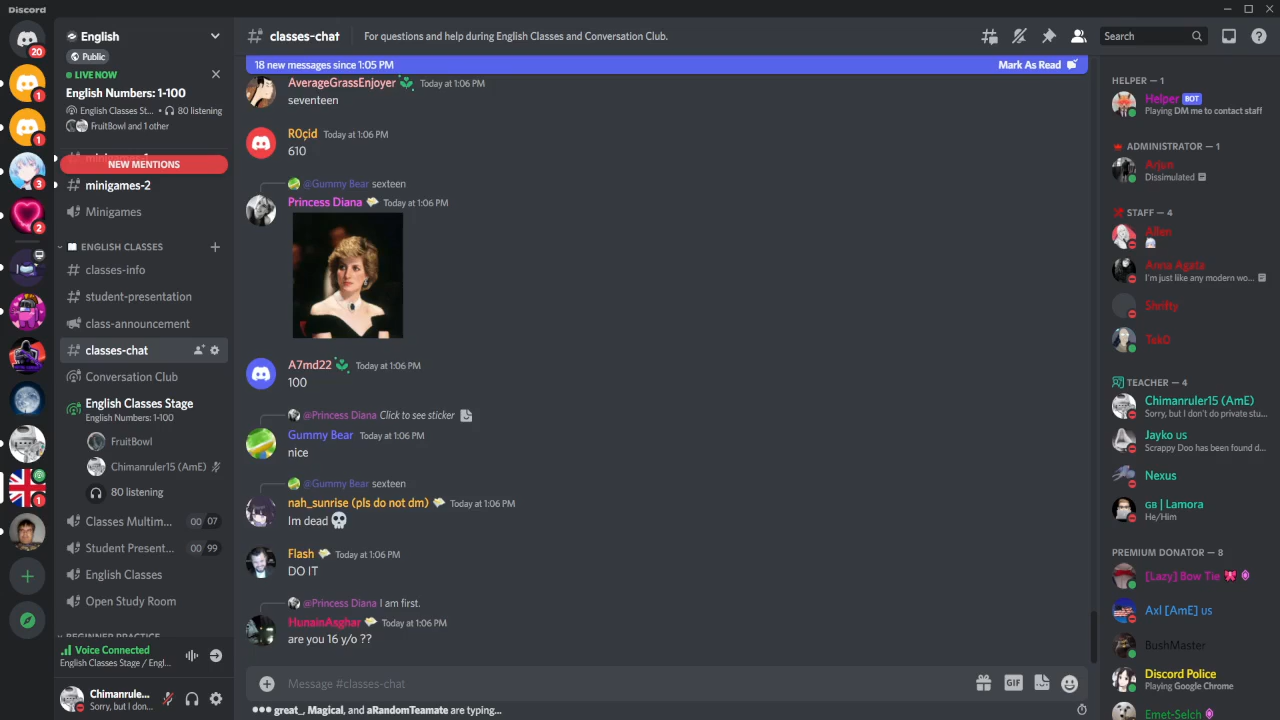 Discord
20
1
1
3
2
1
English
Public
LIVE NOW
English Numbers: 1-100
English Classes St... • 80 listening
FruitBowl and 1 other
NEW MENTIONS
minigames-2
Minigames
ENGLISH CLASSES
classes-info
student-presentation
class-announcement
classes-chat
Conversation Club
English Classes Stage
English Numbers: 1-100
FruitBowl
Chimanruler15 (AmE)
80 listening
Classes Multim... 00 07
Student Present... 00 99
English Classes
Open Study Room
BEGINNER PRACTICE
Voice Connected
English Classes Stage / Engl...
Chimanrule...
Sorry, but I don...
classes-chat
For questions and help during English Classes and Conversation Club.
Search
18 new messages since 1:05 PM
Mark As Read
AverageGrassEnjoyer Today at 1:06 PM
seventeen
R0çid Today at 1:06 PM
610
@Gummy Bear sexteen
Princess Diana Today at 1:06 PM
A7md22 Today at 1:06 PM
100
@Princess Diana Click to see sticker
Gummy Bear Today at 1:06 PM
nice
@Gummy Bear sexteen
nah_sunrise (pls do not dm) Today at 1:06 PM
Im dead 💀
Flash Today at 1:06 PM
DO IT
@Princess Diana I am first.
HunainAsghar Today at 1:06 PM
are you 16 y/o ??
Message #classes-chat
GIF
great_, Magical, and aRandomTeamate are typing...
HELPER — 1
Helper BOT
Playing DM me to contact staff
ADMINISTRATOR — 1
Arjun
Dissimulated
STAFF — 4
Allen
Anna Agata
I'm just like any modern wo...
Shrifty
TekD
TEACHER — 4
Chimanruler15 (AmE)
Sorry, but I don't do private stu...
Jayko us
Scrappy Doo has been found d...
Nexus
GB | Lamora
He/Him
PREMIUM DONATOR — 8
[Lazy] Bow Tie
Axl [AmE] us
BushMaster
Discord Police
Playing Google Chrome
Emet-Selch